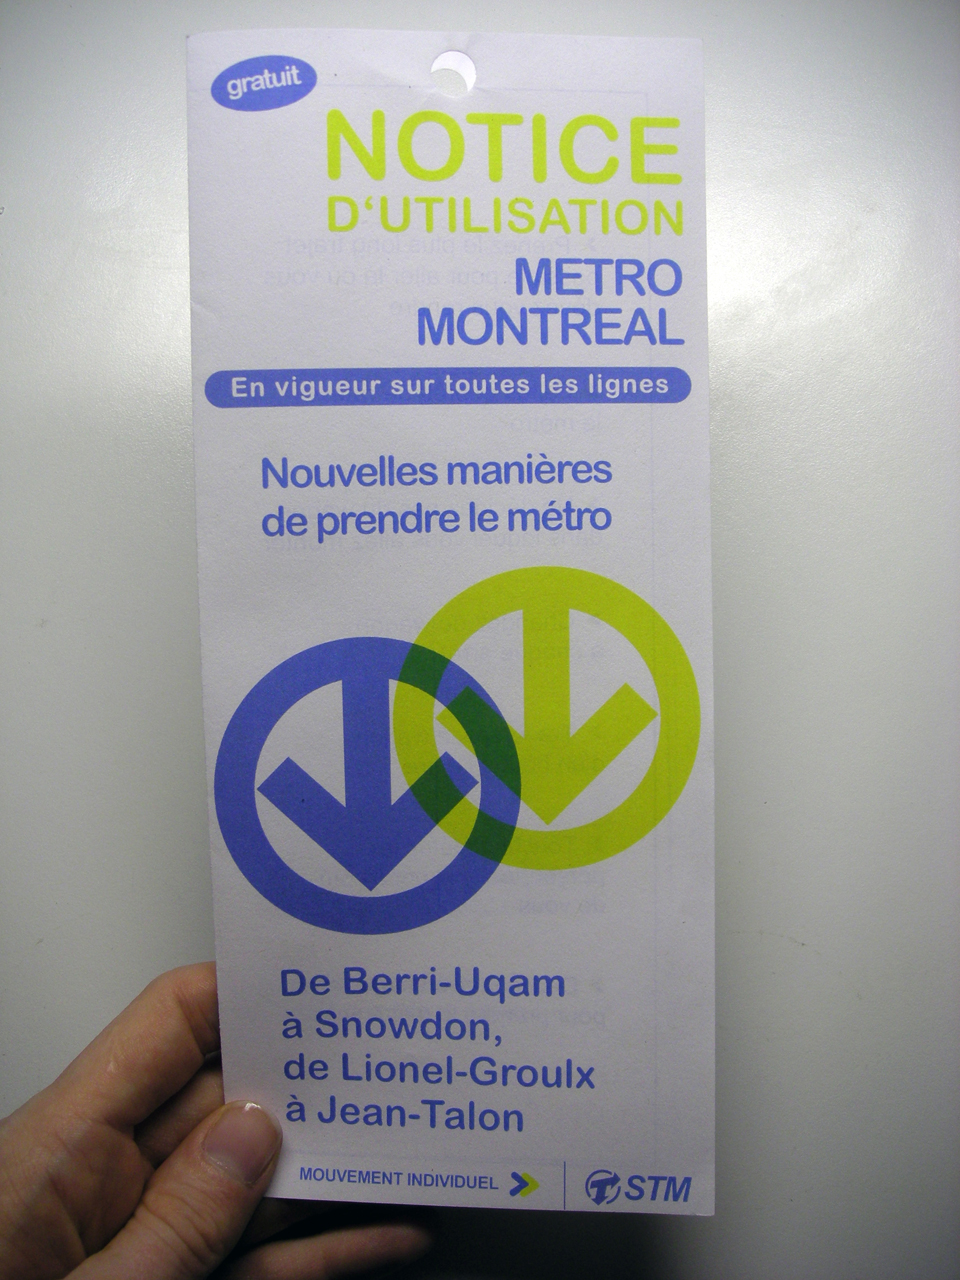 gratuit
NOTICE
D‘UTILISATION
METRO
MONTREAL
En vigueur sur toutes les lignes
Nouvelles manières
de prendre le métro
De Berri-Uqam
à Snowdon,
de Lionel-Groulx
à Jean-Talon
MOUVEMENT INDIVIDUEL
STM